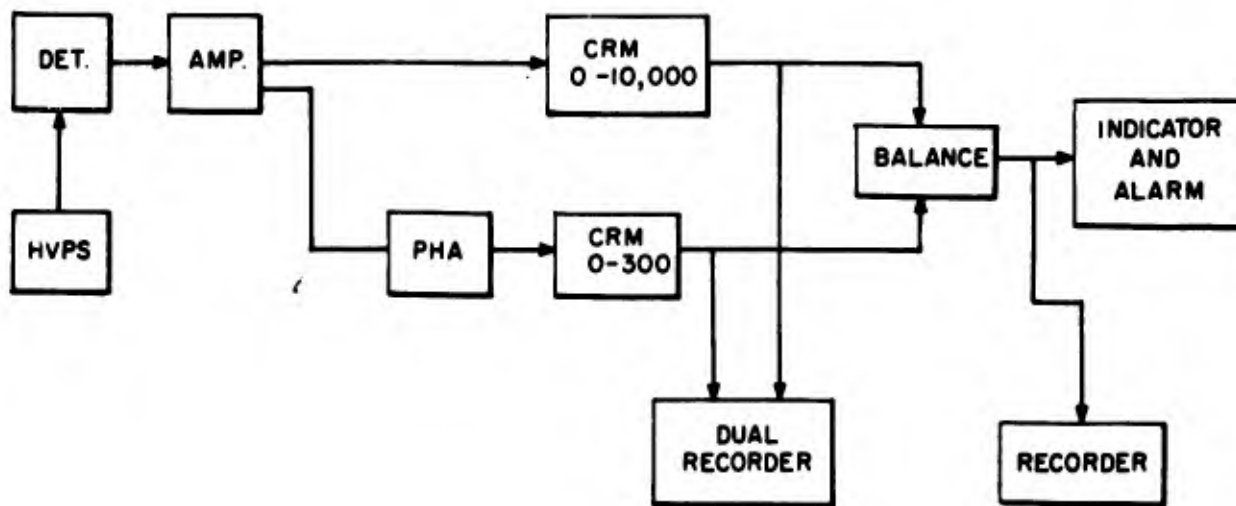 DET.
AMP.
CRM
0-10,000
BALANCE
INDICATOR
AND
ALARM
HVPS
PHA
CRM
0-300
DUAL
RECORDER
RECORDER